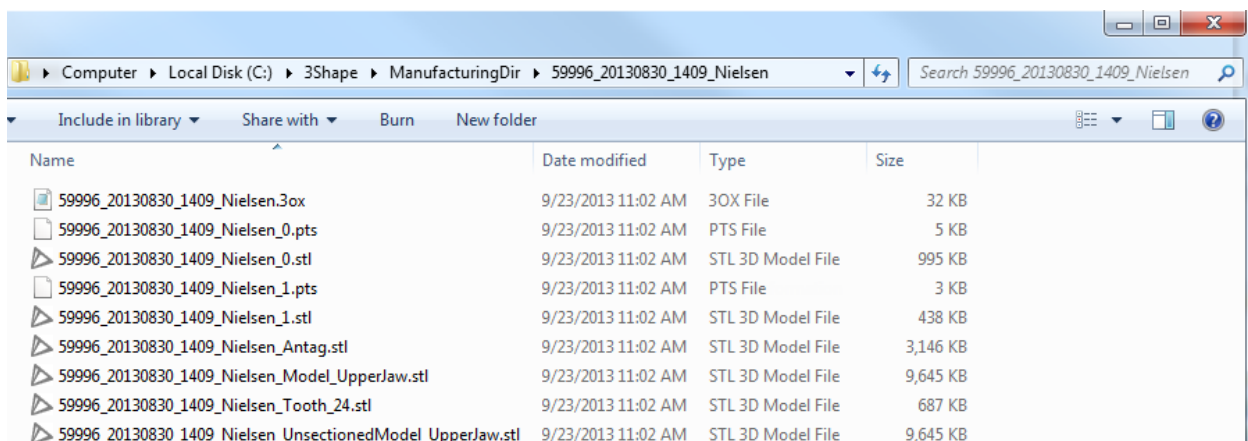 Computer Local Disk (C:) 3Shape ManufacturingDir 59996_20130830_1409_Nielsen Search 59996_20130830_1409_Nielsen
Include in library Share with Burn New folder
Name Date modified Type Size
59996_20130830_1409_Nielsen.3ox 9/23/2013 11:02 AM 3OX File 32 KB
59996_20130830_1409_Nielsen_0.pts 9/23/2013 11:02 AM PTS File 5 KB
59996_20130830_1409_Nielsen_0.stl 9/23/2013 11:02 AM STL 3D Model File 995 KB
59996_20130830_1409_Nielsen_1.pts 9/23/2013 11:02 AM PTS File 3 KB
59996_20130830_1409_Nielsen_1.stl 9/23/2013 11:02 AM STL 3D Model File 438 KB
59996_20130830_1409_Nielsen_Antag.stl 9/23/2013 11:02 AM STL 3D Model File 3,146 KB
59996_20130830_1409_Nielsen_Model_UpperJaw.stl 9/23/2013 11:02 AM STL 3D Model File 9,645 KB
59996_20130830_1409_Nielsen_Tooth_24.stl 9/23/2013 11:02 AM STL 3D Model File 687 KB
59996_20130830_1409_Nielsen_UnsectionedModel_UpperJaw.stl 9/23/2013 11:02 AM STL 3D Model File 9,645 KB